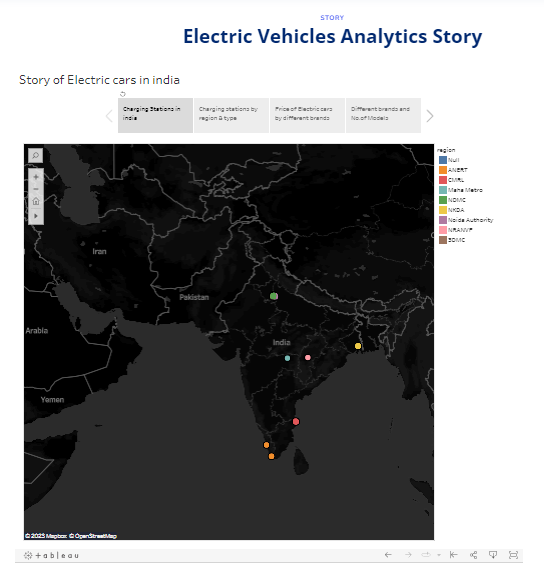 STORY
Electric Vehicles Analytics Story
Story of Electric cars in india
Charging Stations in
india
Charging stations by
region & type
Price of Electric cars
by different brands
Different brands and
No.of Models
region
Null
ANERT
CMRL
Maha Metro
NDMC
NKDA
Noida Authority
NRANVP
SDMC
Iran
Pakistan
India
Arabia
Yemen
© 2023 Mapbox © OpenStreetMap
+ a b l e a u